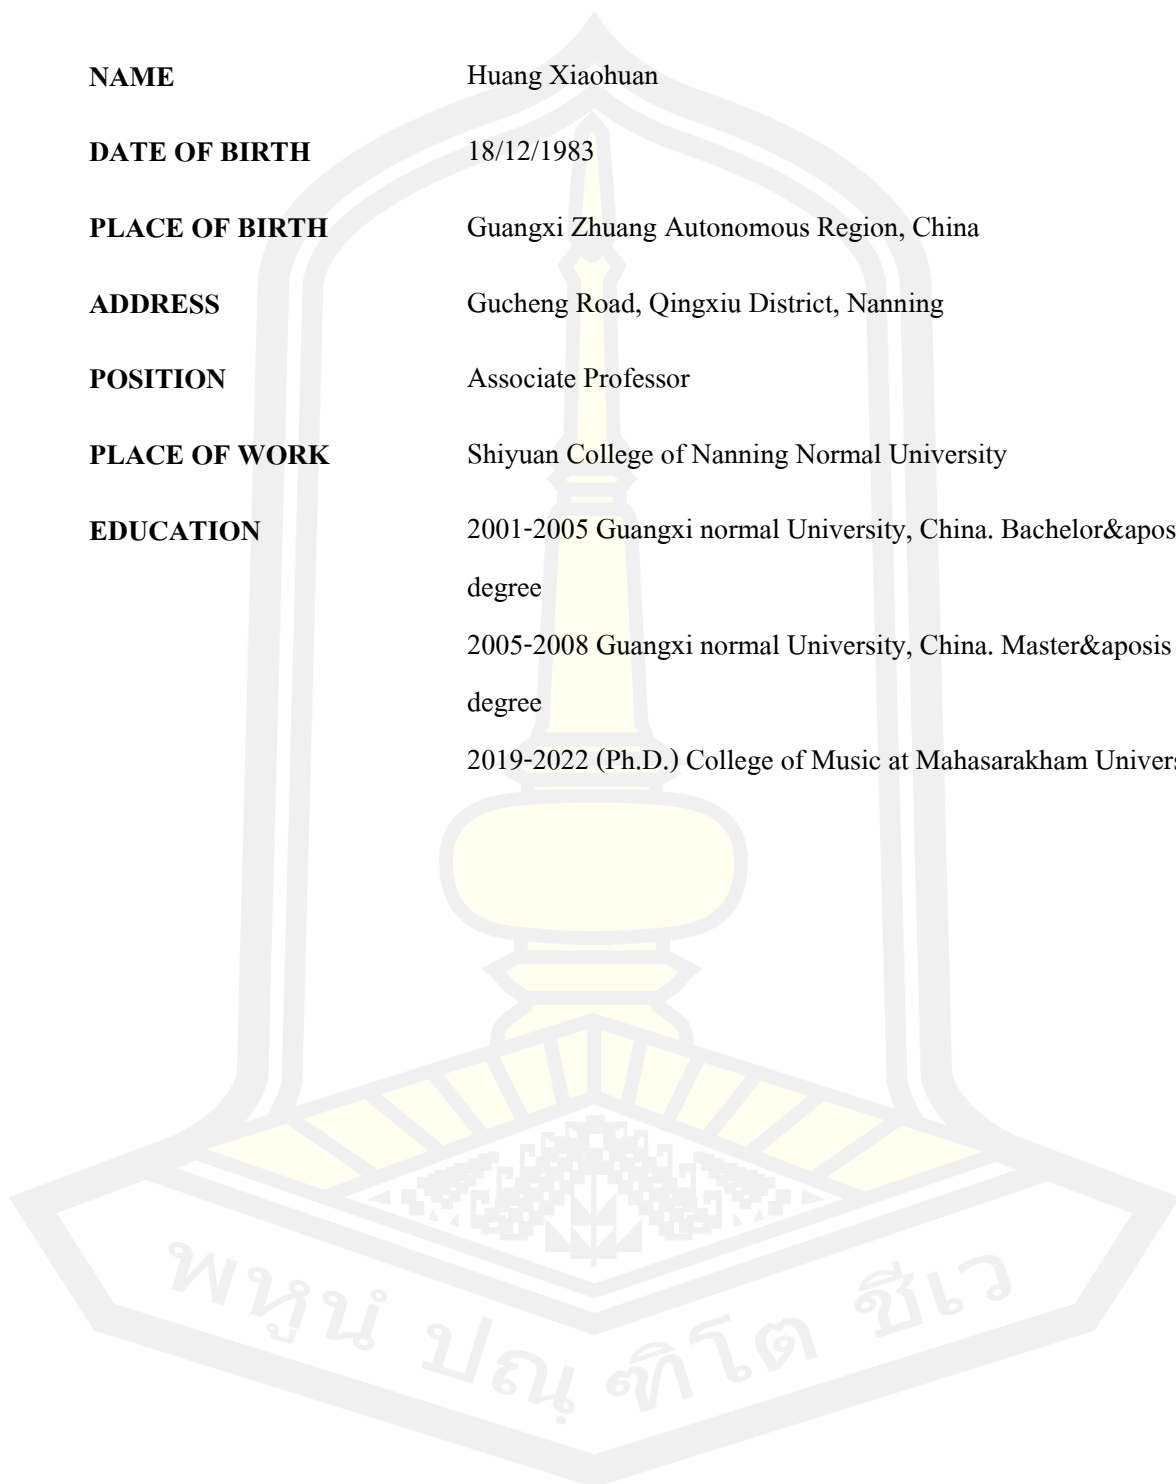 NAME Huang Xiaohuan
DATE OF BIRTH 18/12/1983
PLACE OF BIRTH Guangxi Zhuang Autonomous Region, China
ADDRESS Gucheng Road, Qingxiu District, Nanning
POSITION Associate Professor
PLACE OF WORK Shiyuan College of Nanning Normal University
EDUCATION 2001-2005 Guangxi normal University, China. Bachelor&apos
degree
2005-2008 Guangxi normal University, China. Master&aposis
degree
2019-2022 (Ph.D.) College of Music at Mahasarakham Univers
พหูนํ ปณฺฑิโต ชีเว